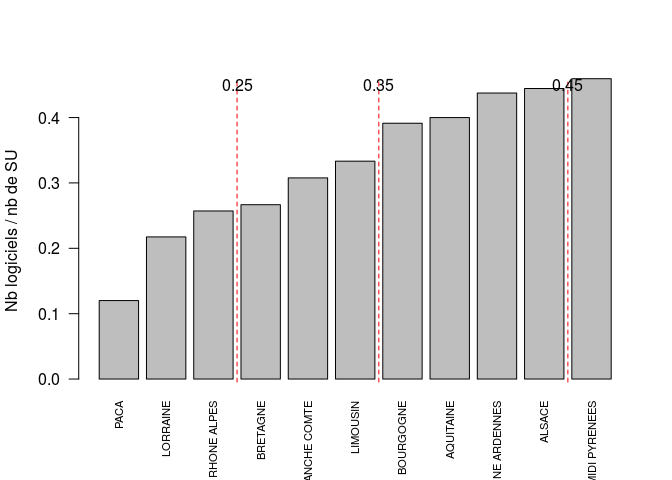 0.25
0.35
0.45
Nb logiciels / nb de SU
0.4
0.3
0.2
0.1
0.0
PACA
LORRAINE
RHONE ALPES
BRETAGNE
ANCHE COMTE
LIMOUSIN
BOURGOGNE
AQUITAINE
NE ARDENNES
ALSACE
MIDI PYRENEES